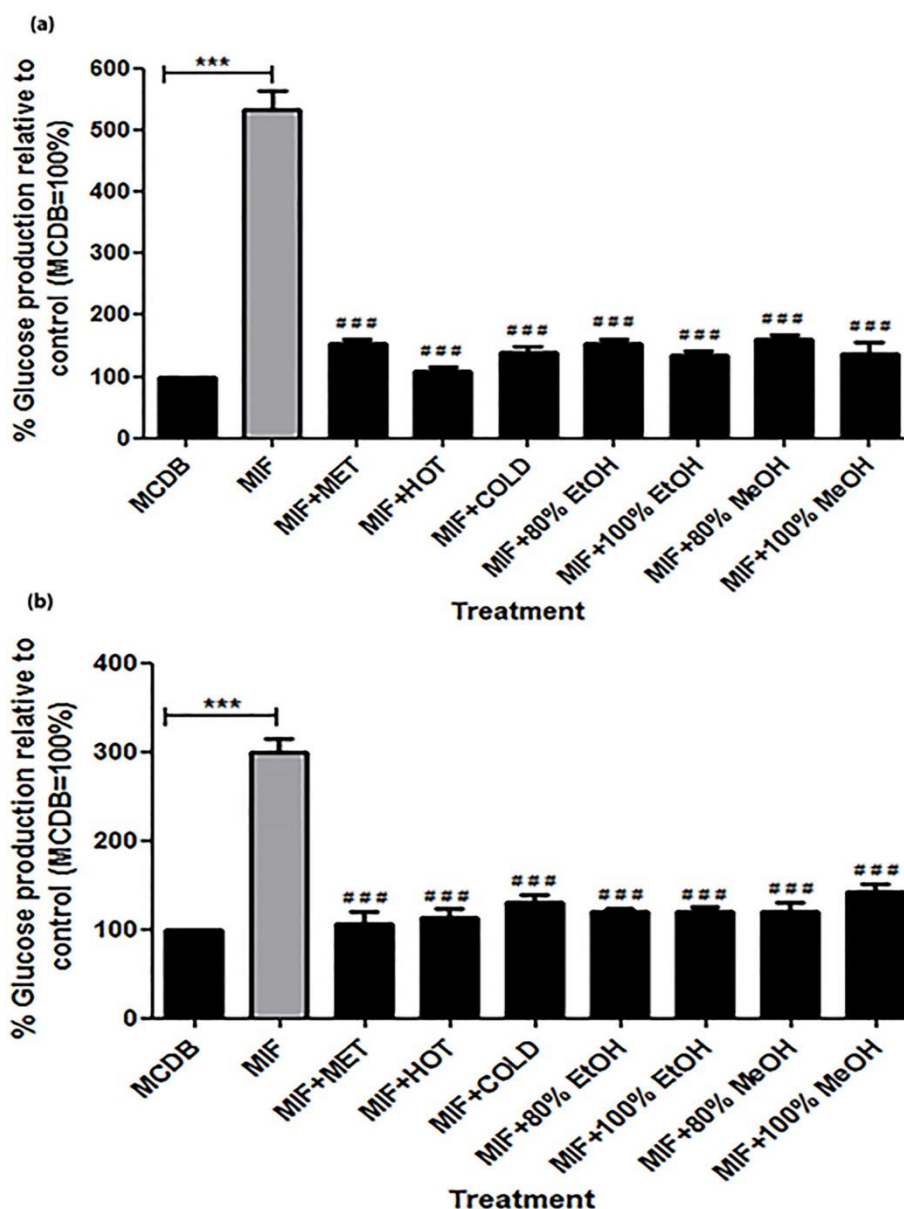 (a)
% Glucose production relative to
control (MCDB=100%)
600
500
400
300
200
100
0
***
###
###
###
###
###
###
###
MCDB
MIF
MIF+MET
MIF+HOT
MIF+COLD
MIF+80% EtOH
MIF+100% EtOH
MIF+80% MeOH
MIF+100% MeOH
Treatment
(b)
% Glucose production relative to
control (MCDB=100%)
400
300
200
100
0
***
###
###
###
###
###
###
###
MCDB
MIF
MIF+MET
MIF+HOT
MIF+COLD
MIF+80% EtOH
MIF+100% EtOH
MIF+80% MeOH
MIF+100% MeOH
Treatment